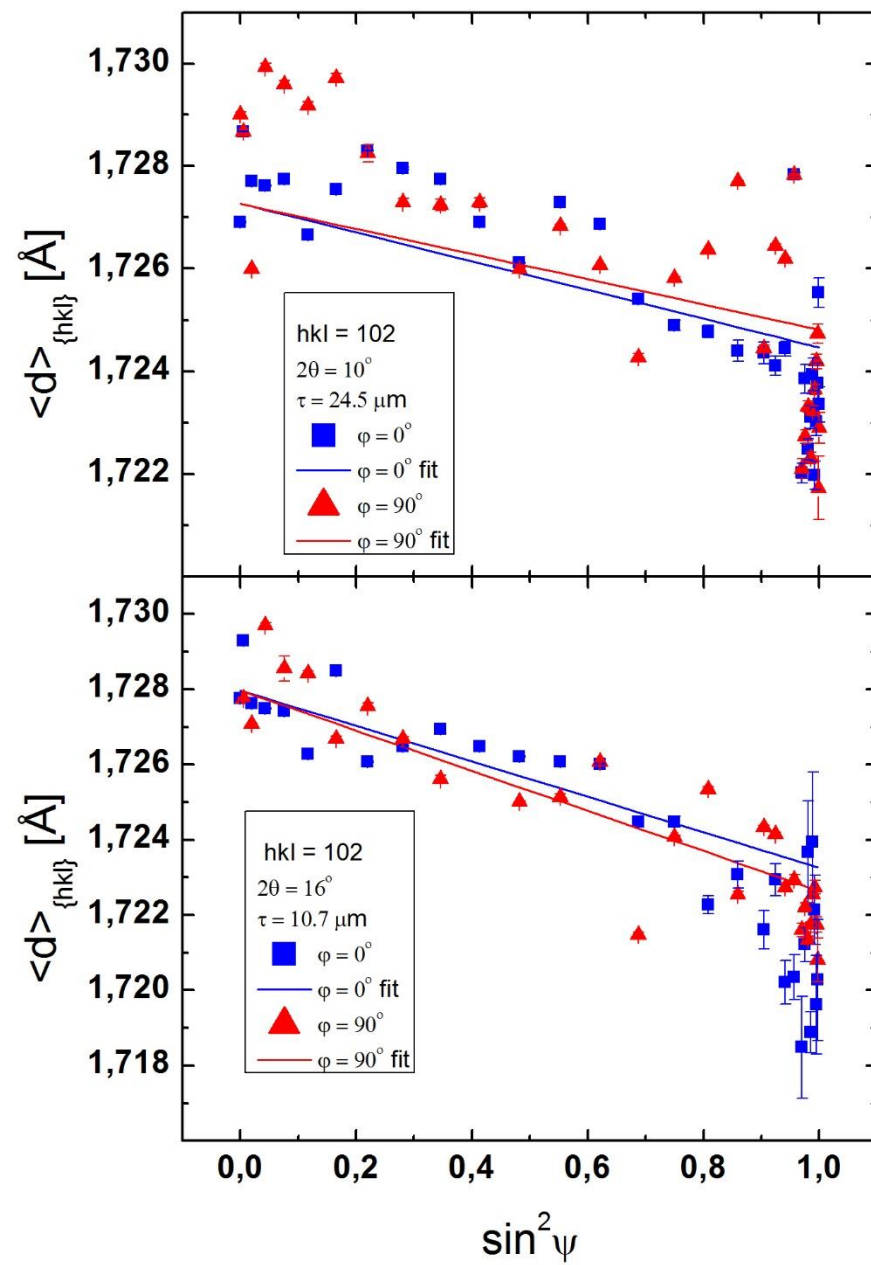 1,730
1,728
1,726
1,724
1,722
<d>{hkl} [Å]
hkl = 102
2θ = 10°
τ = 24.5 μm
φ = 0°
φ = 0° fit
φ = 90°
φ = 90° fit
1,730
1,728
1,726
1,724
1,722
1,720
1,718
<d>{hkl} [Å]
hkl = 102
2θ = 16°
τ = 10.7 μm
φ = 0°
φ = 0° fit
φ = 90°
φ = 90° fit
0,0 0,2 0,4 0,6 0,8 1,0
sin²ψ